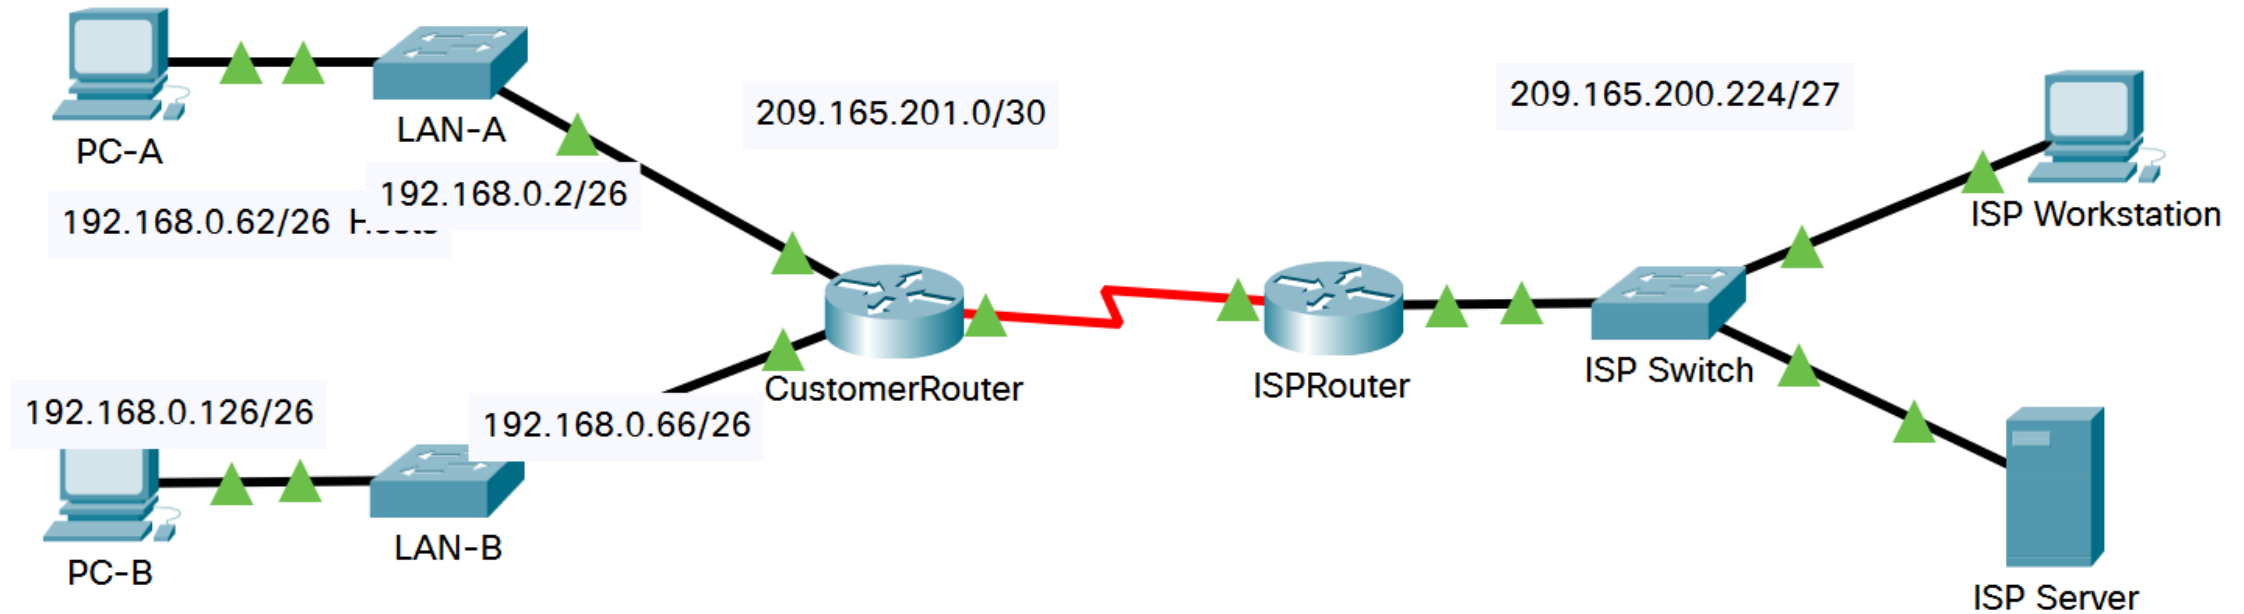 PC-A
LAN-A
192.168.0.62/26
192.168.0.2/26
209.165.201.0/30
209.165.200.224/27
ISP Workstation
192.168.0.126/26
PC-B
LAN-B
192.168.0.66/26
CustomerRouter
ISPRouter
ISP Switch
ISP Server